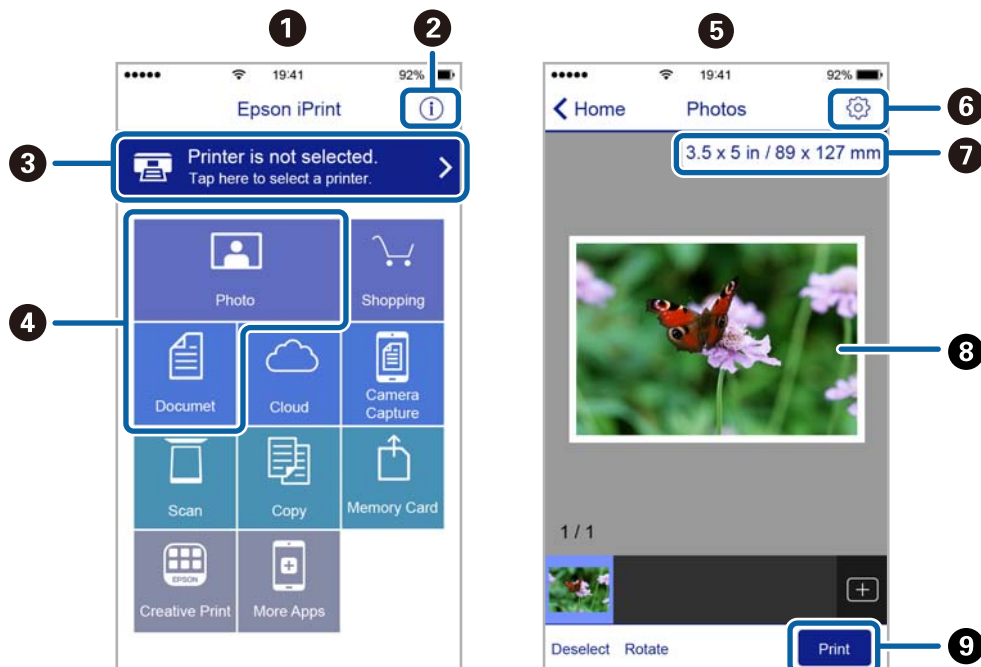 1
2
19:41
92%
Epson iPrint
i
3
Printer is not selected.
Tap here to select a printer.
4
Photo
Shopping
Documet
Cloud
Camera
Capture
Scan
Copy
Memory Card
EPSON
Creative Print
More Apps
5
19:41
92%
Home
Photos
6
3.5 x 5 in / 89 x 127 mm
7
8
1 / 1
Deselect
Rotate
Print
9